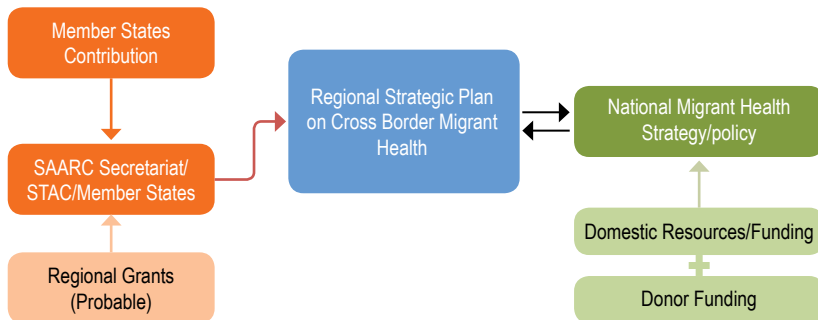 Member States
Contribution
SAARC Secretariat/
STAC/Member States
Regional Grants
(Probable)
Regional Strategic Plan
on Cross Border Migrant
Health
National Migrant Health
Strategy/policy
Domestic Resources/Funding
Donor Funding